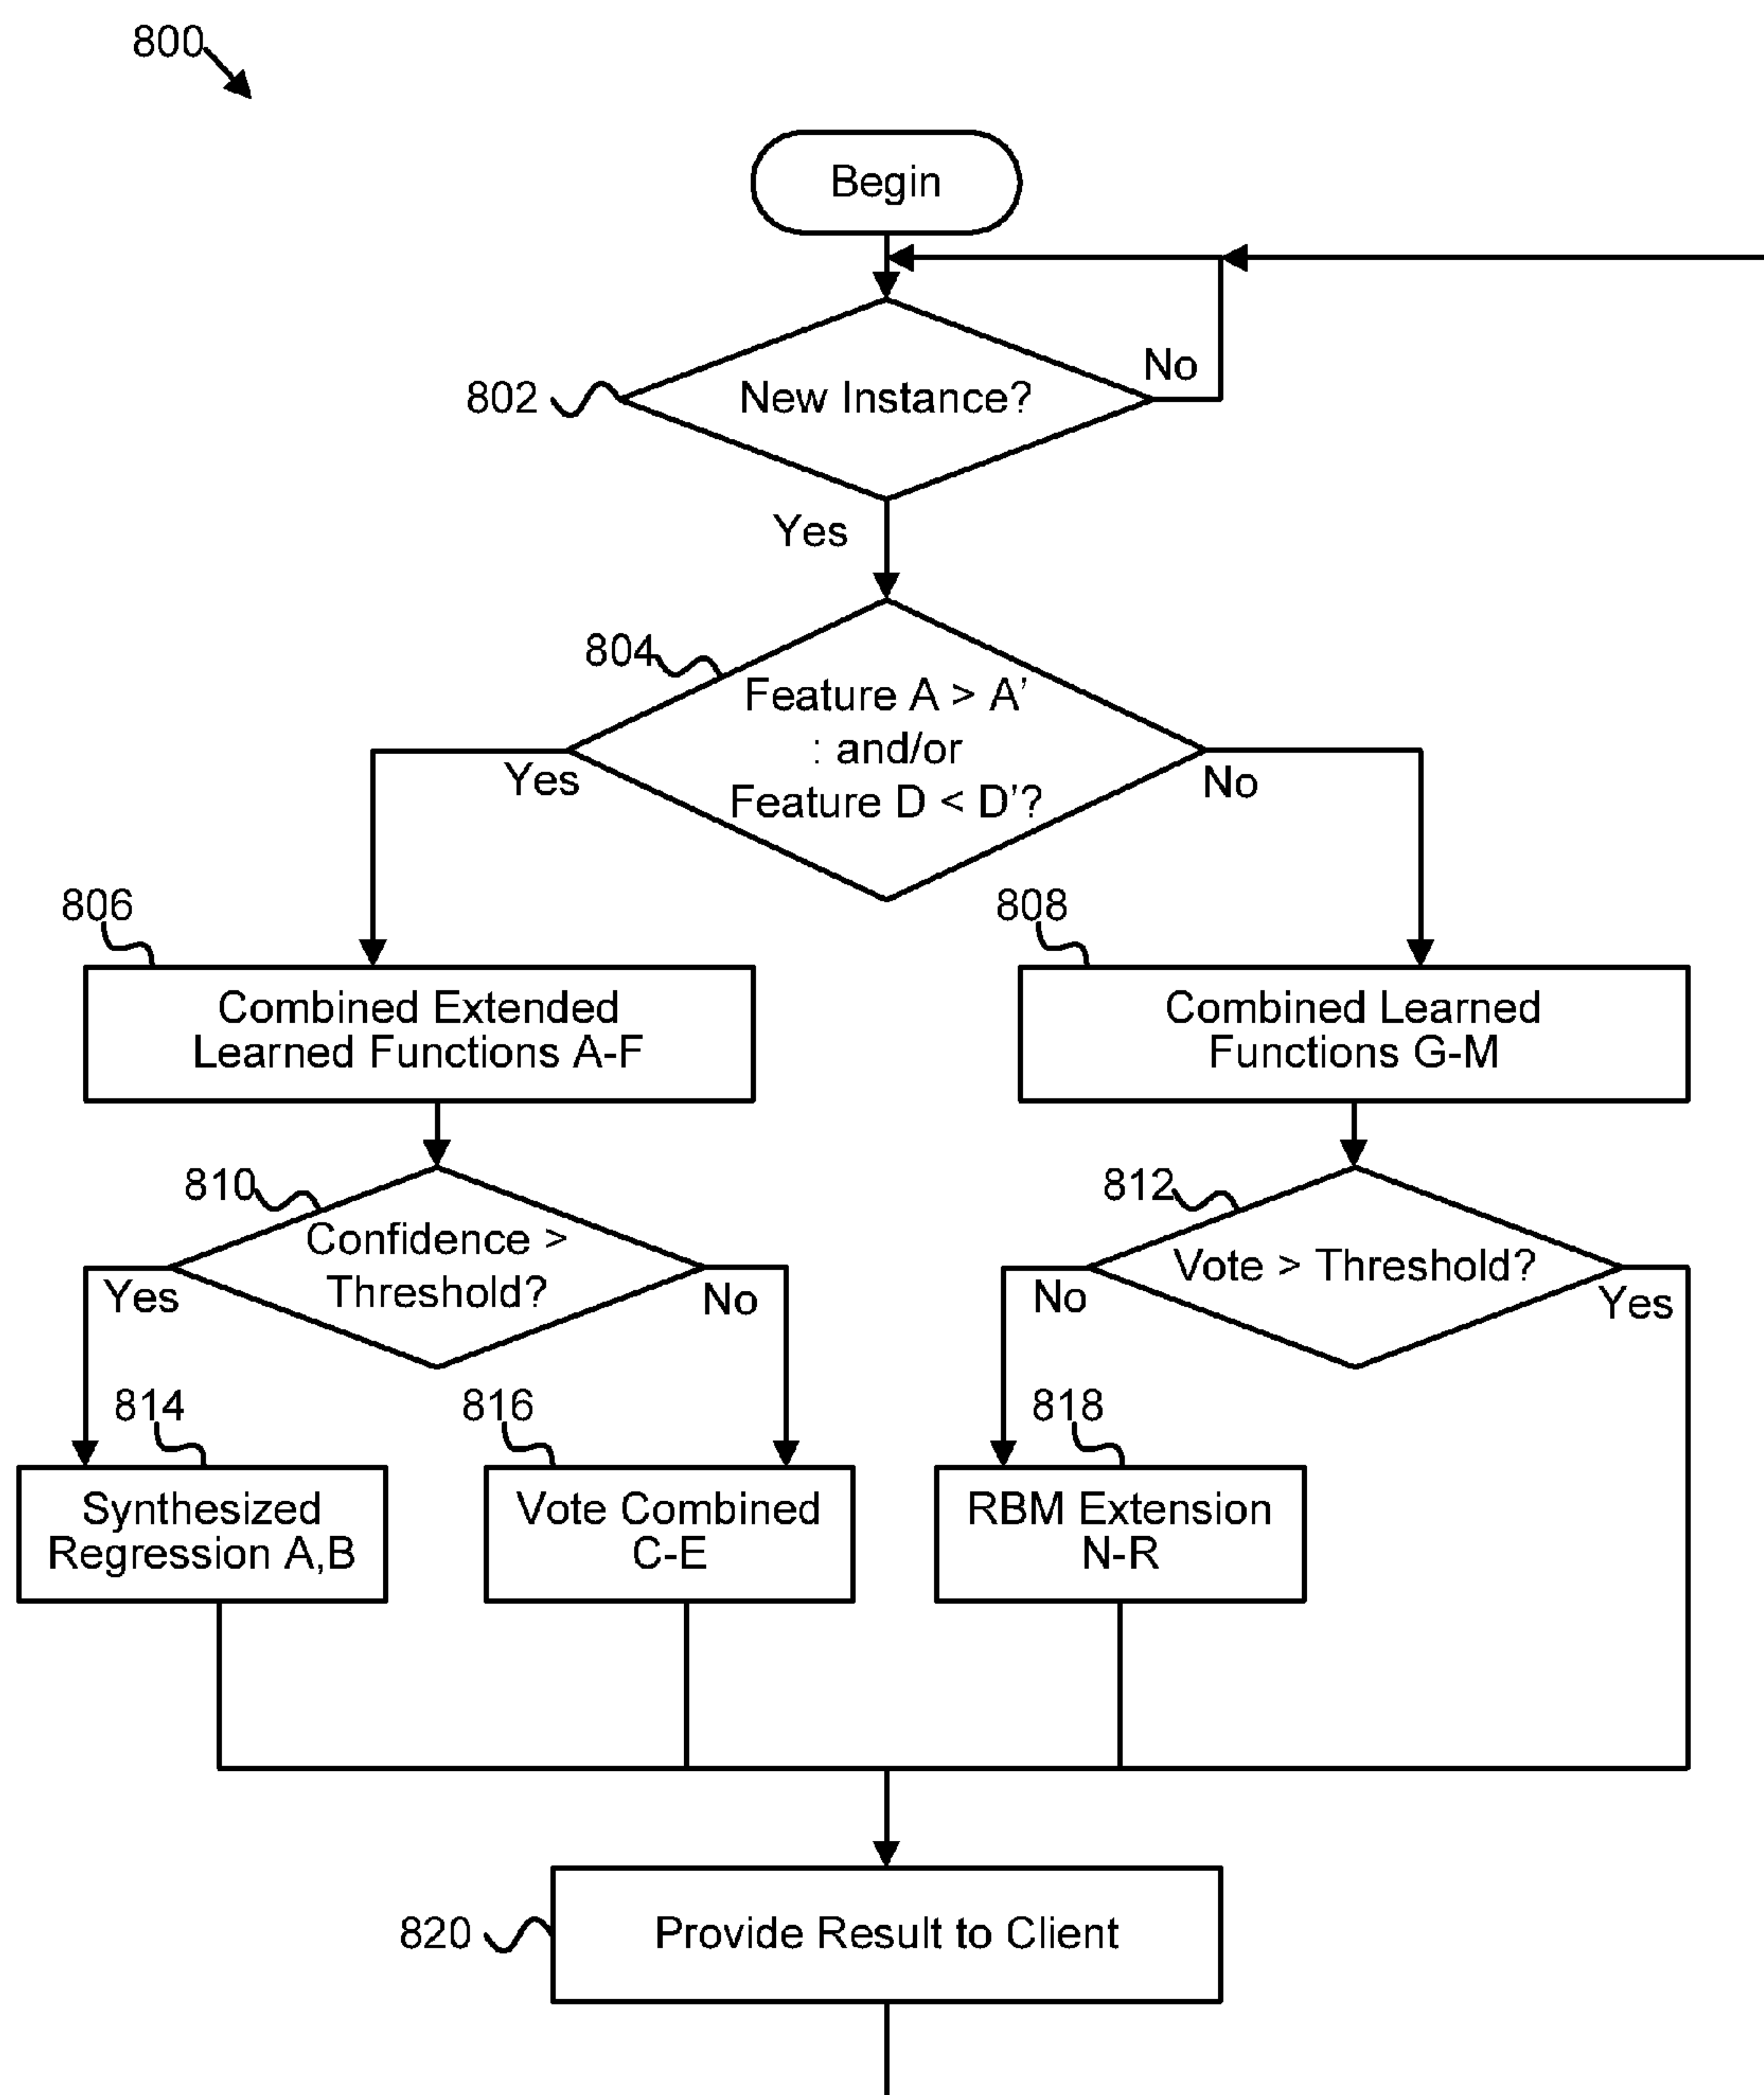 800
Begin
No
802
New Instance?
Yes
804
Feature A > A'
: and/or
Feature D < D'?
Yes
No
806
808
Combined Extended
Learned Functions A-F
Combined Learned
Functions G-M
810
812
Confidence >
Threshold?
Yes
No
Vote > Threshold?
No
Yes
814
816
818
Synthesized
Regression A,B
Vote Combined
C-E
RBM Extension
N-R
820
Provide Result to Client